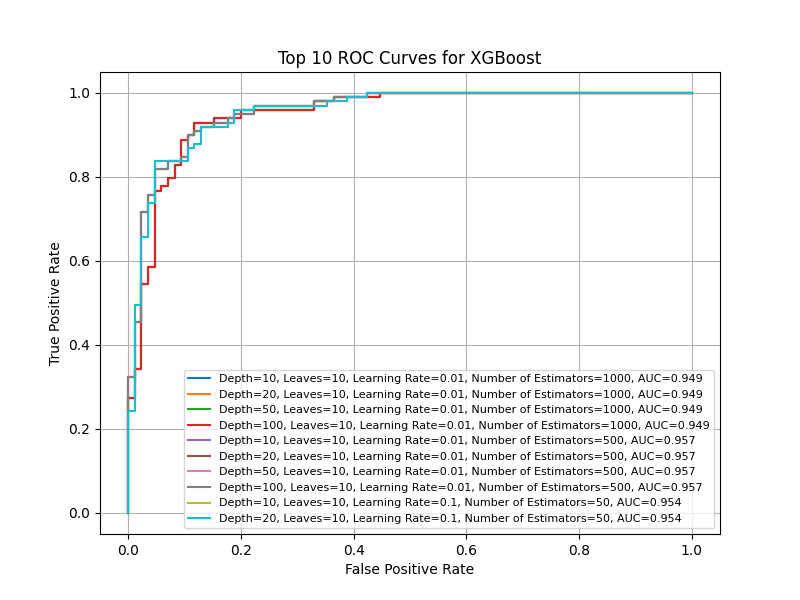 Top 10 ROC Curves for XGBoost
True Positive Rate
1.0
0.8
0.6
0.4
0.2
0.0
Depth=10, Leaves=10, Learning Rate=0.01, Number of Estimators=1000, AUC=0.949
Depth=20, Leaves=10, Learning Rate=0.01, Number of Estimators=1000, AUC=0.949
Depth=50, Leaves=10, Learning Rate=0.01, Number of Estimators=1000, AUC=0.949
Depth=100, Leaves=10, Learning Rate=0.01, Number of Estimators=1000, AUC=0.949
Depth=10, Leaves=10, Learning Rate=0.01, Number of Estimators=500, AUC=0.957
Depth=20, Leaves=10, Learning Rate=0.01, Number of Estimators=500, AUC=0.957
Depth=50, Leaves=10, Learning Rate=0.01, Number of Estimators=500, AUC=0.957
Depth=100, Leaves=10, Learning Rate=0.01, Number of Estimators=500, AUC=0.957
Depth=10, Leaves=10, Learning Rate=0.1, Number of Estimators=50, AUC=0.954
Depth=20, Leaves=10, Learning Rate=0.1, Number of Estimators=50, AUC=0.954
0.0 0.2 0.4 0.6 0.8 1.0
False Positive Rate